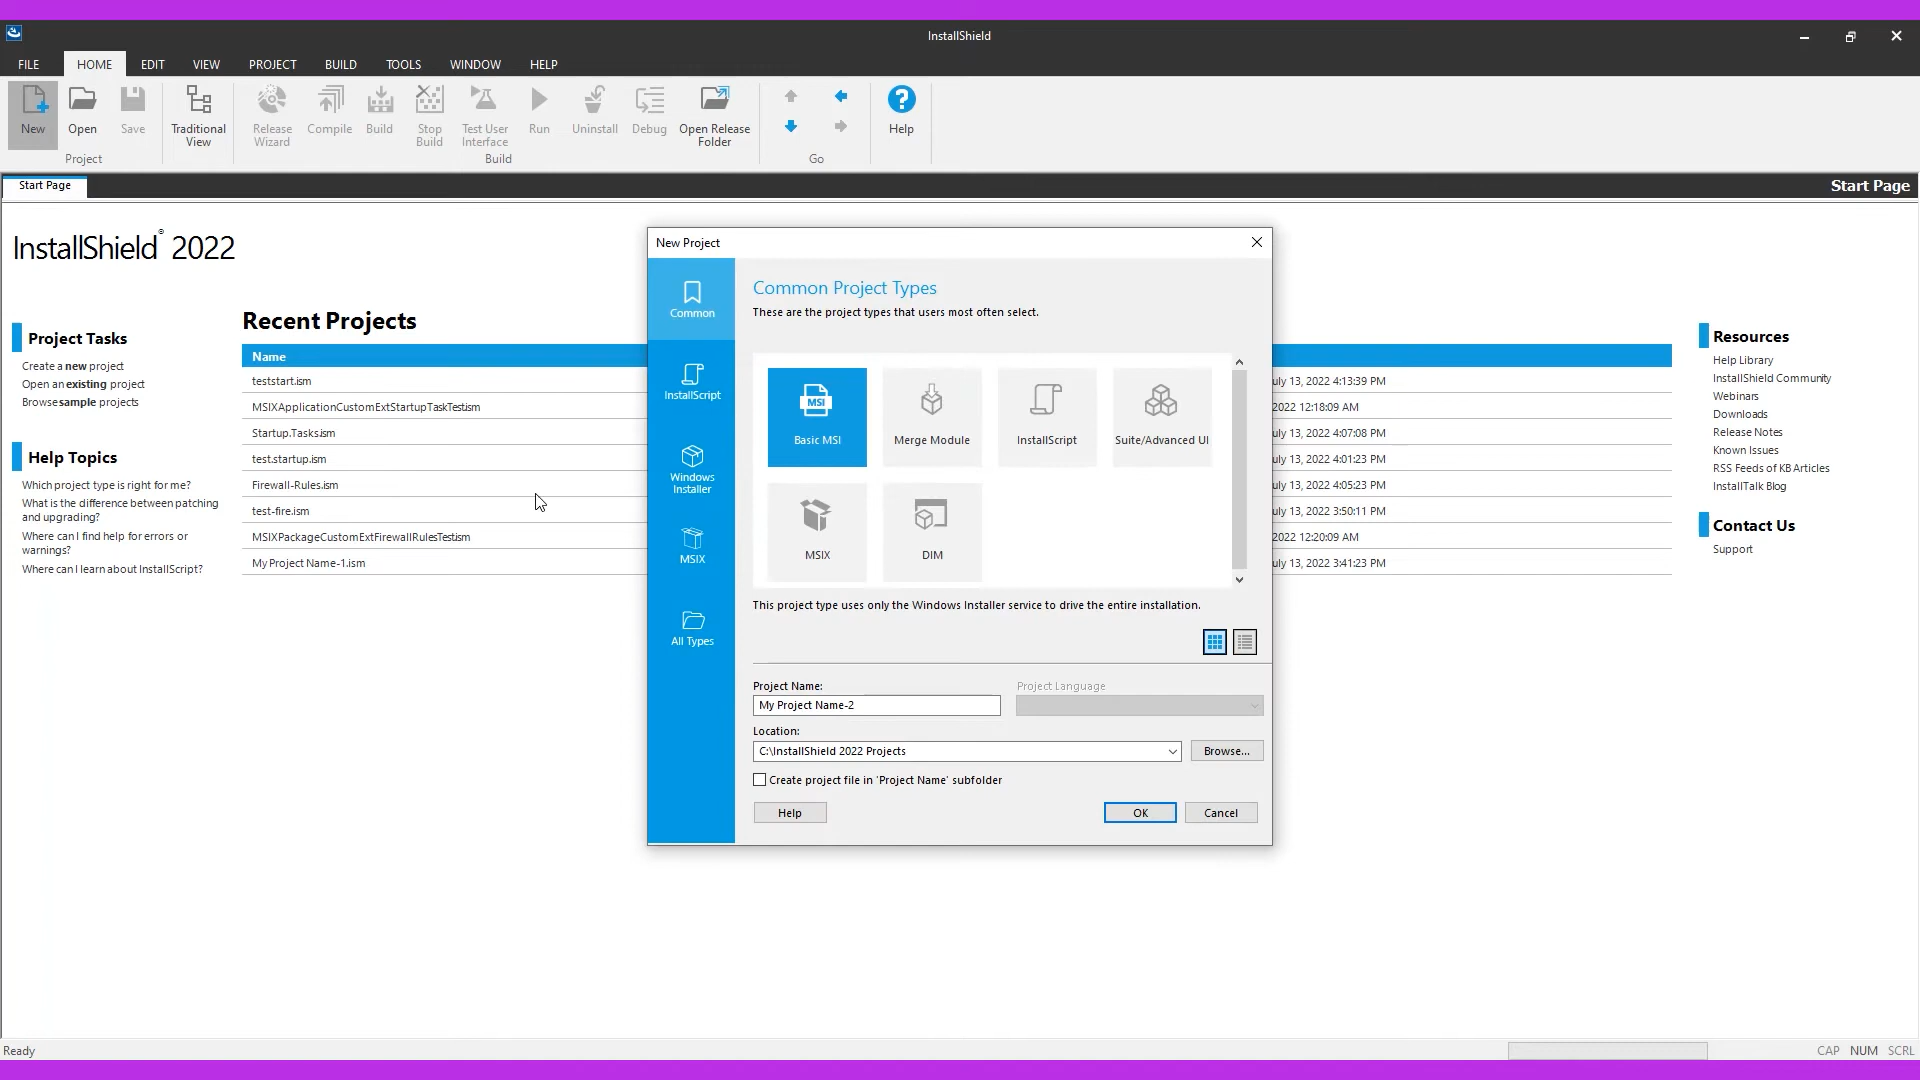 InstallShield
FILE HOME EDIT VIEW PROJECT BUILD TOOLS WINDOW HELP
New
Open
Save
Project
Traditional
View
Release
Wizard
Compile
Build
Stop
Build
Test User
Interface
Run
Uninstall
Debug
Open Release
Folder
Build
Go
Help
Start Page
Start Page
InstallShield® 2022
Project Tasks
Create a new project
Open an existing project
Browse sample projects
Help Topics
Which project type is right for me?
What is the difference between patching
and upgrading?
Where can I find help for errors or
warnings?
Where can I learn about InstallScript?
Recent Projects
Name
teststart.ism
MSIXApplicationCustomExtStartupTaskTest.ism
Startup.Tasks.ism
test.startup.ism
Firewall-Rules.ism
test-fire.ism
MSIXPackageCustomExtFirewallRulesTest.ism
My Project Name-1.ism
uly 13, 2022 4:13:39 PM
2022 12:18:09 AM
uly 13, 2022 4:07:08 PM
uly 13, 2022 4:01:23 PM
uly 13, 2022 4:05:23 PM
uly 13, 2022 3:50:11 PM
2022 12:20:09 AM
uly 13, 2022 3:41:23 PM
New Project
Common
InstallScript
Windows
Installer
MSIX
All Types
Common Project Types
These are the project types that users most often select.
MSI
Basic MSI
Merge Module
InstallScript
Suite/Advanced UI
MSIX
DIM
This project type uses only the Windows Installer service to drive the entire installation.
Project Name:
Project Language
My Project Name-2
Location:
C:\InstallShield 2022 Projects
Browse...
Create project file in 'Project Name' subfolder
Help
OK
Cancel
Resources
Help Library
InstallShield Community
Webinars
Downloads
Release Notes
Known Issues
RSS Feeds of KB Articles
InstallTalk Blog
Contact Us
Support
Ready
CAP NUM SCRL